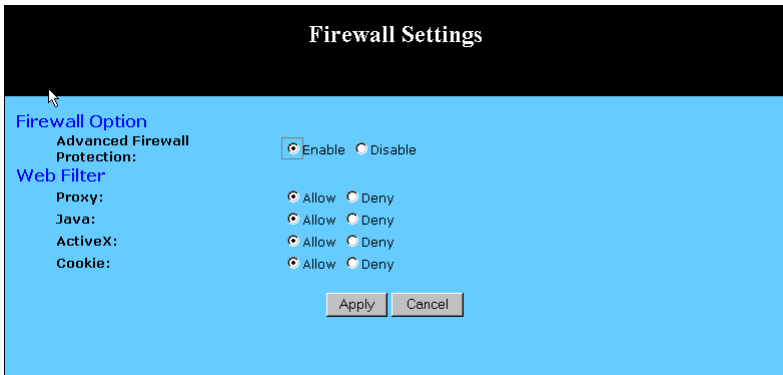 Firewall Settings
Firewall Option
Advanced Firewall
Protection:
Enable Disable
Web Filter
Proxy: Allow Deny
Java: Allow Deny
ActiveX: Allow Deny
Cookie: Allow Deny
Apply Cancel